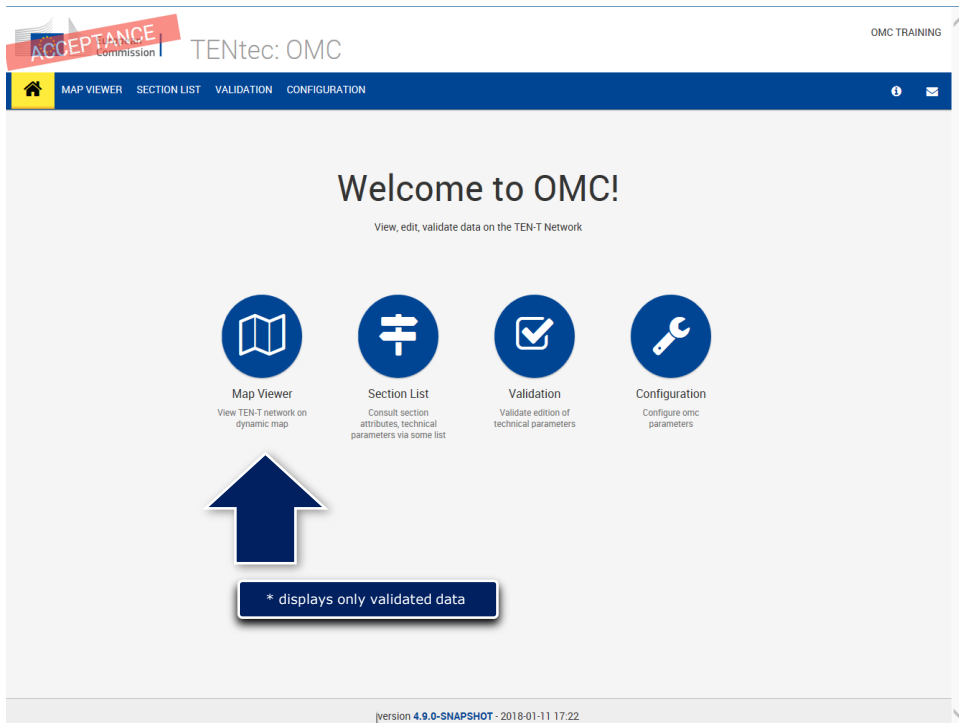 ACCEPTANCE
European
Commission
TENtec: OMC
OMC TRAINING
MAP VIEWER SECTION LIST VALIDATION CONFIGURATION
Welcome to OMC!
View, edit, validate data on the TEN-T Network
Map Viewer
View TEN-T network on
dynamic map
Section List
Consult section
attributes, technical
parameters via some list
Validation
Validate edition of
technical parameters
Configuration
Configure omc
parameters
* displays only validated data
jversion 4.9.0-SNAPSHOT - 2018-01-11 17:22